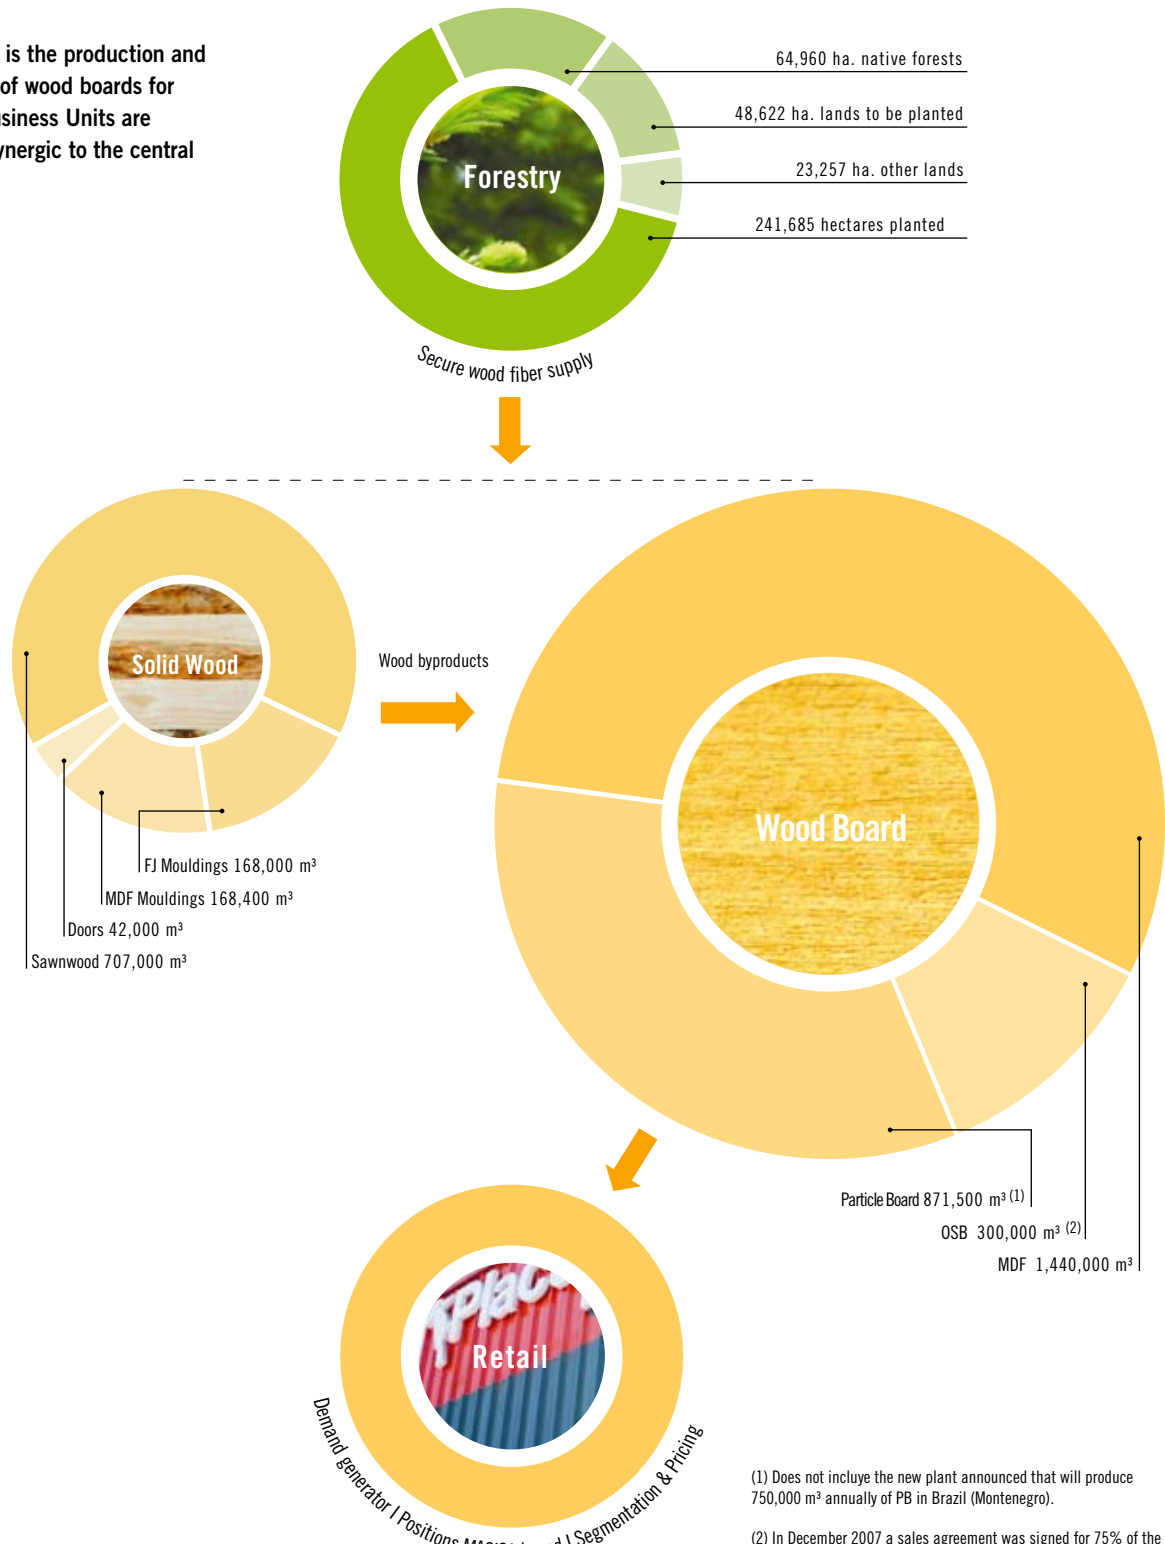 is the production and
of wood boards for
usiness Units are
ynergic to the central
64,960 ha. native forests
48,622 ha. lands to be planted
23,257 ha. other lands
241,685 hectares planted
Forestry
Secure wood fiber supply
Solid Wood
Wood byproducts
Wood Board
FJ Mouldings 168,000 m³
MDF Mouldings 168,400 m³
Doors 42,000 m³
Sawnwood 707,000 m³
Particle Board 871,500 m³ (1)
OSB 300,000 m³ (2)
MDF 1,440,000 m³
Retail
Demand generator / Positions / Segmentation & Pricing
(1) Does not incluye the new plant announced that will produce
750,000 m³ annually of PB in Brazil (Montenegro).
(2) In December 2007 a sales agreement was signed for 75% of the